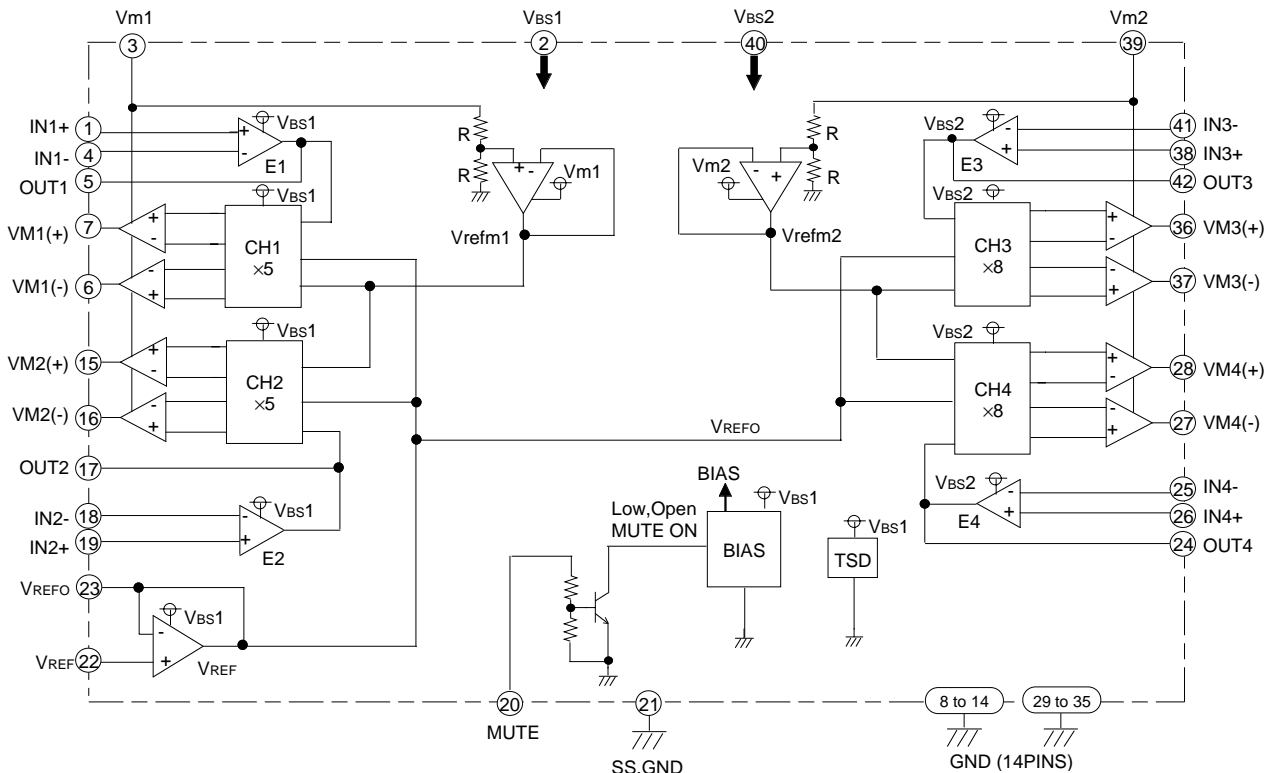 Vm1 VBS1 VBS2 Vm2
3 2 40 39
IN1+ 1 + VBS1 R R VBS2 - 41 IN3-
IN1- 4 - E1 + - Vm1 Vm2 - + E3 + 38 IN3+
OUT1 5 R R 42 OUT3
VBS1 VBS2
VM1(+) 7 + - CH1 ×5 Vrefm1 Vrefm2 CH3 ×8 + - 36 VM3(+)
VM1(-) 6 - + - + 37 VM3(-)
VBS1 VBS2
VM2(+) 15 + - CH2 ×5 CH4 ×8 + - 28 VM4(+)
VM2(-) 16 - + VREFO - + 27 VM4(-)
OUT2 17
BIAS
IN2- 18 - VBS1 Low,Open VBS1 VBS2 - 25 IN4-
IN2+ 19 + E2 MUTE ON BIAS VBS1 TSD E4 + 26 IN4+
24 OUT4
VREFO 23 VBS1
-
VREF 22 + VREF
20 21 8 to 14 29 to 35
MUTE
SS.GND GND (14PINS)